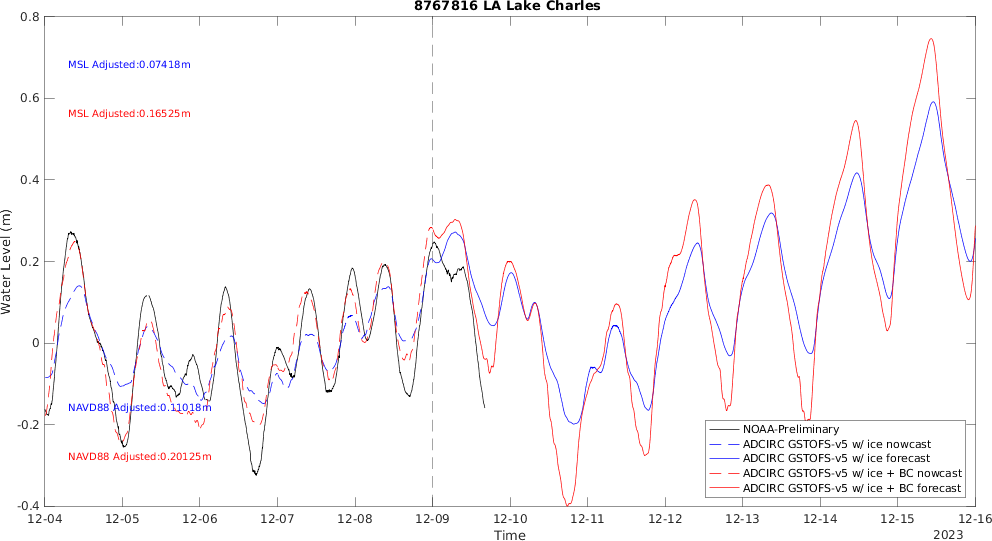 8767816 LA Lake Charles
0.8
0.6
0.4
0.2
0
-0.2
-0.4
Water Level (m)
MSL Adjusted:0.07418m
MSL Adjusted:0.16525m
NAVD88 Adjusted:0.11018m
NAVD88 Adjusted:0.20125m
NOAA-Preliminary
ADCIRC GSTOFS-v5 w/ ice nowcast
ADCIRC GSTOFS-v5 w/ ice forecast
ADCIRC GSTOFS-v5 w/ ice + BC nowcast
ADCIRC GSTOFS-v5 w/ ice + BC forecast
12-04 12-05 12-06 12-07 12-08 12-09 12-10 12-11 12-12 12-13 12-14 12-15 12-16
Time
2023